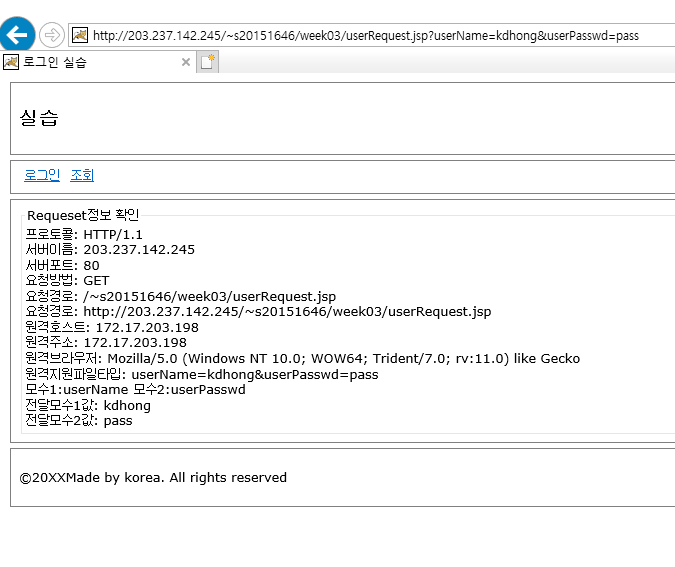 http://203.237.142.245/~s20151646/week03/userRequest.jsp?userName=kdhong&userPasswd=pass
로그인 실습
실습
로그인 조회
Requeset정보 확인
프로토콜: HTTP/1.1
서버이름: 203.237.142.245
서버포트: 80
요청방법: GET
요청경로: /~s20151646/week03/userRequest.jsp
요청경로: http://203.237.142.245/~s20151646/week03/userRequest.jsp
원격호스트: 172.17.203.198
원격주소: 172.17.203.198
원격브라우저: Mozilla/5.0 (Windows NT 10.0; WOW64; Trident/7.0; rv:11.0) like Gecko
원격지원파일타입: userName=kdhong&userPasswd=pass
모수1:userName 모수2:userPasswd
전달모수1값: kdhong
전달모수2값: pass
©20XXMade by korea. All rights reserved